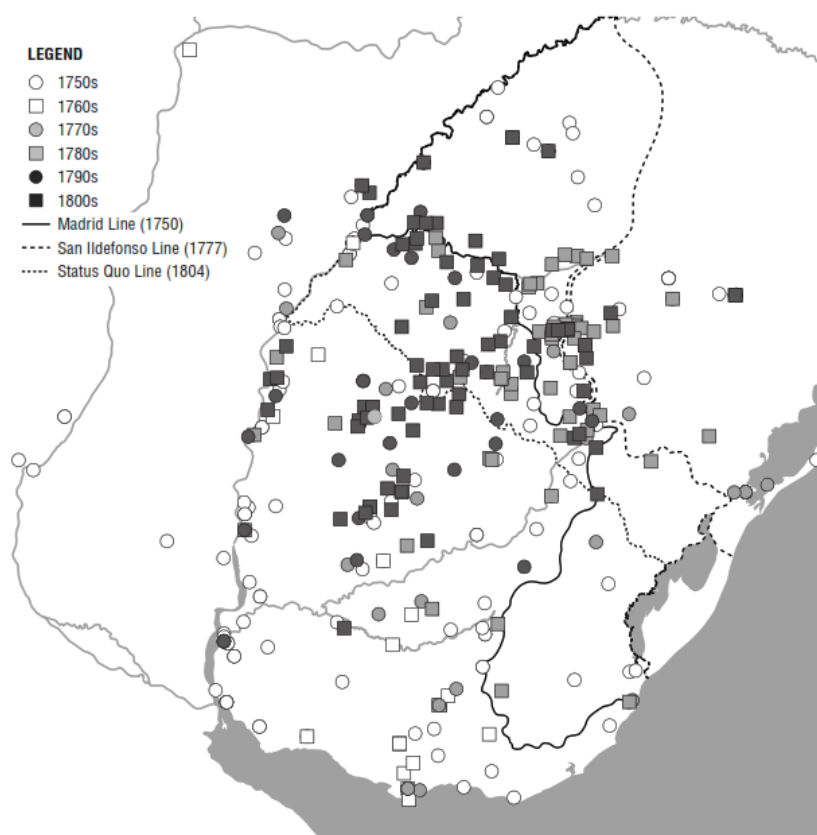 LEGEND
1750s
1760s
1770s
1780s
1790s
1800s
Madrid Line (1750)
San Ildefonso Line (1777)
Status Quo Line (1804)